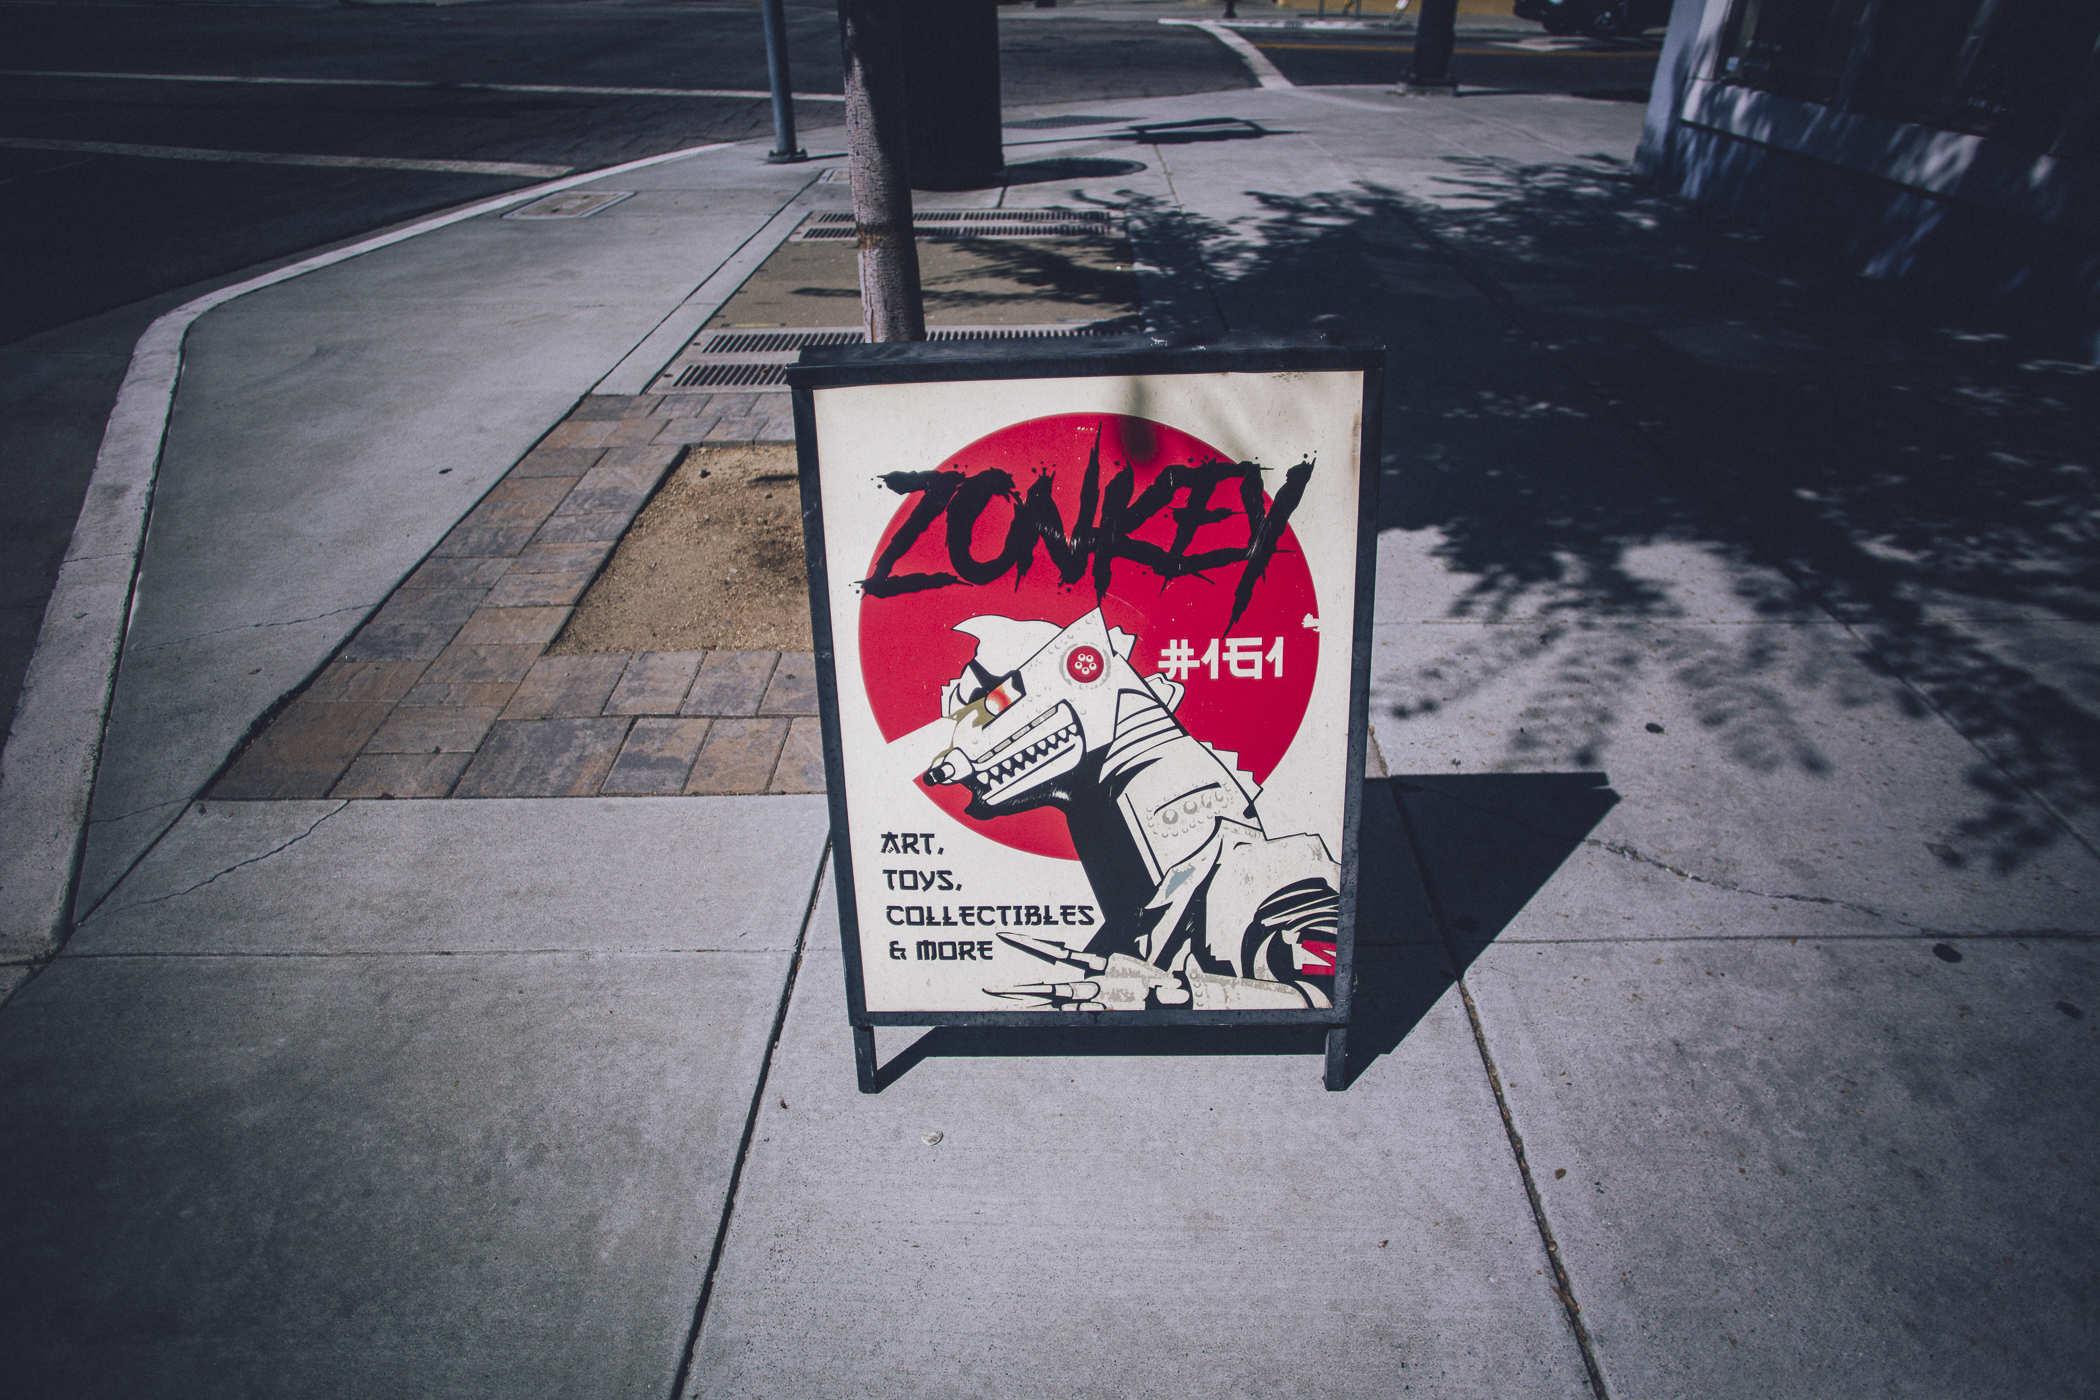 ZONKEY
#161
ART,
TOYS,
COLLECTIBLES
& MORE